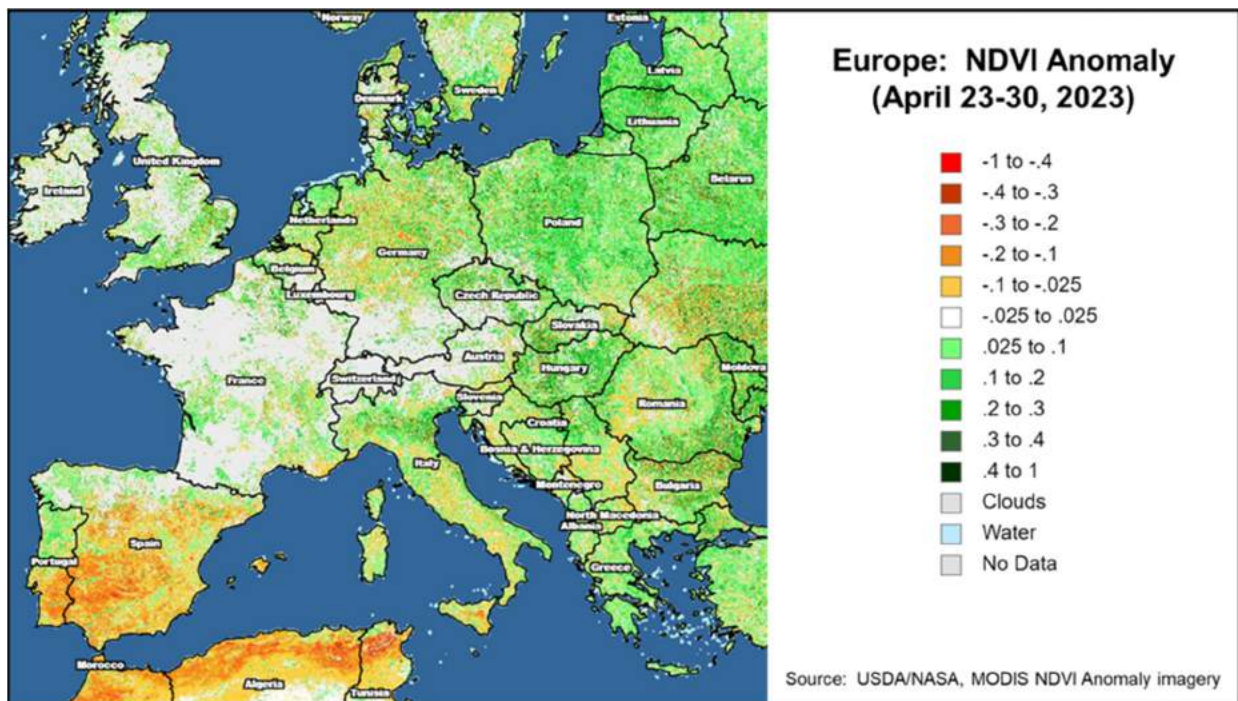 Norway
Estonia
Latvia
Sweden
Denmark
Lithuania
United Kingdom
Ireland
Belarus
Netherlands
Poland
Germany
Belgium
Luxembourg
Czech Republic
Slovakia
Austria
Moldova
Hungary
France
Switzerland
Slovenia
Romania
Croatia
Bosnia & Herzegovina
Italy
Montenegro
Bulgaria
North Macedonia
Albania
Spain
Portugal
Greece
Morocco
Algeria
Tunisia
Europe: NDVI Anomaly
(April 23-30, 2023)
-1 to -.4
-.4 to -.3
-.3 to -.2
-.2 to -.1
-.1 to -.025
-.025 to .025
.025 to .1
.1 to .2
.2 to .3
.3 to .4
.4 to 1
Clouds
Water
No Data
Source: USDA/NASA, MODIS NDVI Anomaly imagery